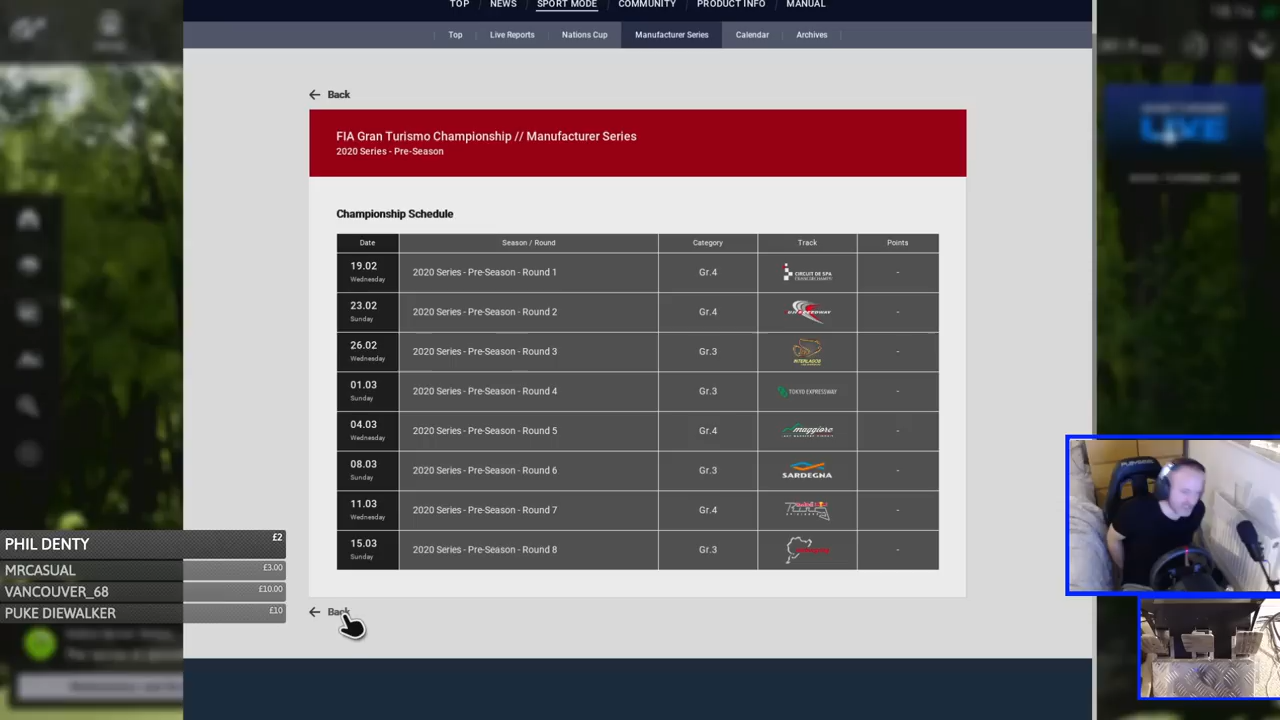 TOP NEWS SPORT MODE COMMUNITY PRODUCT INFO MANUAL
Top Live Reports Nations Cup Manufacturer Series Calendar Archives
Back
FIA Gran Turismo Championship // Manufacturer Series
2020 Series - Pre-Season
Championship Schedule
Date Season / Round Category Track Points
19.02 Wednesday 2020 Series - Pre-Season - Round 1 Gr.4 CIRCUIT DE SPA FRANCORCHAMPS -
23.02 Sunday 2020 Series - Pre-Season - Round 2 Gr.4 -
26.02 Wednesday 2020 Series - Pre-Season - Round 3 Gr.3 INTERLAGOS -
01.03 Sunday 2020 Series - Pre-Season - Round 4 Gr.3 TOKYO EXPRESSWAY -
04.03 Wednesday 2020 Series - Pre-Season - Round 5 Gr.4 Maggiore -
08.03 Sunday 2020 Series - Pre-Season - Round 6 Gr.3 SARDEGNA -
11.03 Wednesday 2020 Series - Pre-Season - Round 7 Gr.4 -
15.03 Sunday 2020 Series - Pre-Season - Round 8 Gr.3 -
Back
PHIL DENTY £2
MRCASUAL £3.00
VANCOUVER_68 £10.00
PUKE DIEWALKER £10
LIVE